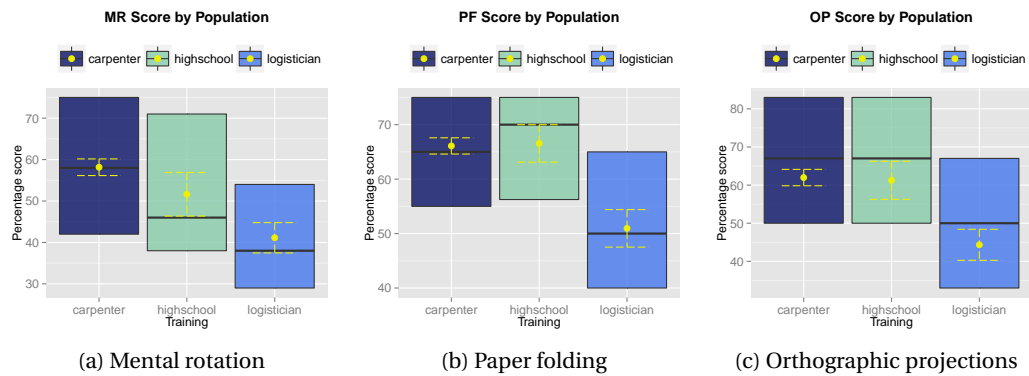 MR Score by Population
carpenter highschool logistician
Percentage score
70
60
50
40
30
carpenter highschool logistician
Training
(a) Mental rotation
PF Score by Population
carpenter highschool logistician
Percentage score
70
60
50
40
carpenter highschool logistician
Training
(b) Paper folding
OP Score by Population
carpenter highschool logistician
Percentage score
80
70
60
50
40
carpenter highschool logistician
Training
(c) Orthographic projections